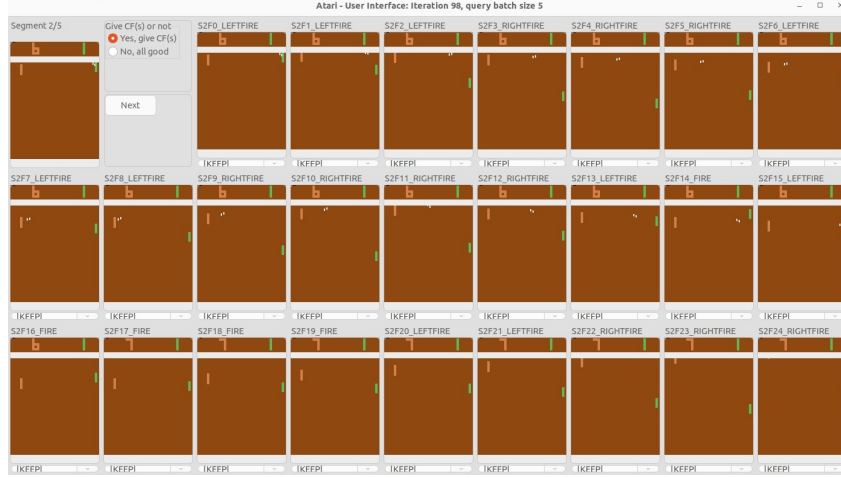 Atari - User Interface: Iteration 98, query batch size 5
Segment 2/5
Give CF(s) or not
Yes, give CF(s)
No, all good
Next
S2F0_LEFTFIRE S2F1_LEFTFIRE S2F2_LEFTFIRE S2F3_RIGHTFIRE S2F4_RIGHTFIRE S2F5_RIGHTFIRE S2F6_LEFTFIRE
[KEEP] [KEEP] [KEEP] [KEEP] [KEEP] [KEEP] [KEEP]
S2F7_LEFTFIRE S2F8_LEFTFIRE S2F9_RIGHTFIRE S2F10_RIGHTFIRE S2F11_RIGHTFIRE S2F12_RIGHTFIRE S2F13_LEFTFIRE S2F14_FIRE S2F15_LEFTFIRE
[KEEP] [KEEP] [KEEP] [KEEP] [KEEP] [KEEP] [KEEP] [KEEP] [KEEP]
S2F16_FIRE S2F17_FIRE S2F18_FIRE S2F19_FIRE S2F20_LEFTFIRE S2F21_LEFTFIRE S2F22_RIGHTFIRE S2F23_RIGHTFIRE S2F24_RIGHTFIRE
[KEEP] [KEEP] [KEEP] [KEEP] [KEEP] [KEEP] [KEEP] [KEEP] [KEEP]